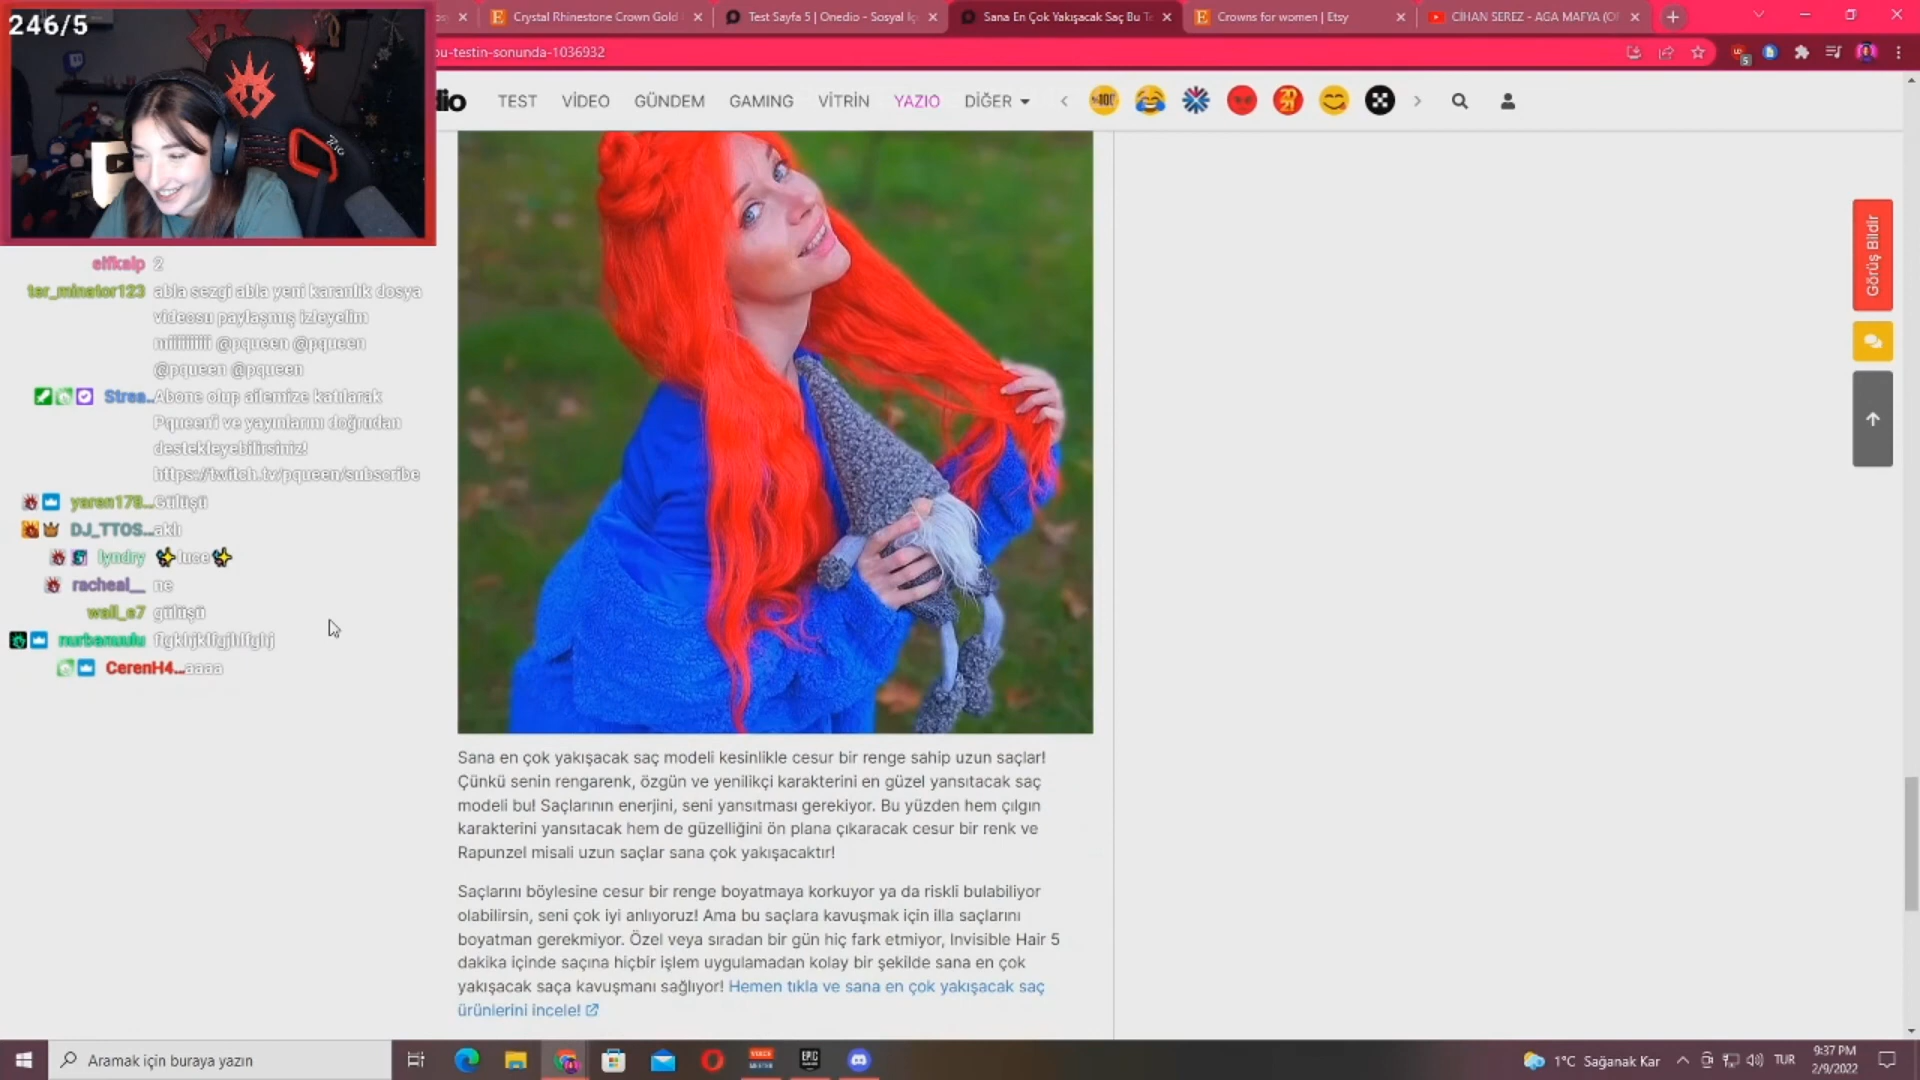 246/5
Crystal Rhinestone Crown Gold
Test Sayfa 5 | Onedio - Sosyal İç
Sana En Çok Yakışacak Saç Bu Te
Crowns for women | Etsy
CİHAN SEREZ - AGA MAFYA (O
bu-testin-sonunda-1036932
dio
TEST
VİDEO
GÜNDEM
GAMING
VİTRİN
YAZIO
DİĞER
Görüş Bildir
elfkalp 2
ter_minator123 abla sezgi abla yeni karanlık dosya
videosu paylaşmış izleyelim
miiiiiiiiii @pqueen @pqueen
@pqueen @pqueen
Strea..Abone olup ailemize katılarak
Pqueen'i ve yayınlarını doğrudan
destekleyebilirsiniz!
https://twitch.tv/pqueen/subscribe
yaren178...Gülüşü
DJ_TTOS...aklı
lyndry ✨luce✨
racheal__ ne
wall_e7 gülüşü
nurbanuulu
CerenH4...aaaa
Sana en çok yakışacak saç modeli kesinlikle cesur bir renge sahip uzun saçlar!
Çünkü senin rengarenk, özgün ve yenilikçi karakterini en güzel yansıtacak saç
modeli bu! Saçlarının enerjini, seni yansıtması gerekiyor. Bu yüzden hem çılgın
karakterini yansıtacak hem de güzelliğini ön plana çıkaracak cesur bir renk ve
Rapunzel misali uzun saçlar sana çok yakışacaktır!
Saçlarını böylesine cesur bir renge boyatmaya korkuyor ya da riskli bulabiliyor
olabilirsin, seni çok iyi anlıyoruz! Ama bu saçlara kavuşmak için illa saçlarını
boyatman gerekmiyor. Özel veya sıradan bir gün hiç fark etmiyor, Invisible Hair 5
dakika içinde saçına hiçbir işlem uygulamadan kolay bir şekilde sana en çok
yakışacak saça kavuşmanı sağlıyor! Hemen tıkla ve sana en çok yakışacak saç
ürünlerini incele!
Aramak için buraya yazın
EPIC
1°C Sağanak Kar
TUR
9:37 PM
2/9/2022